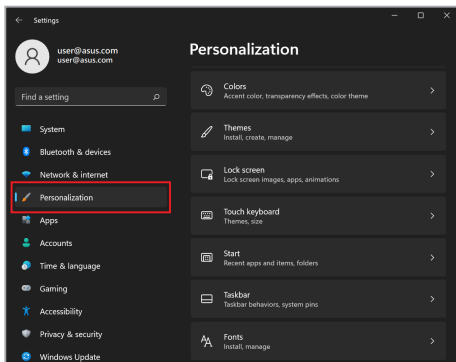 Settings
user@asus.com
user@asus.com
Find a setting
System
Bluetooth & devices
Network & internet
Personalization
Apps
Accounts
Time & language
Gaming
Accessibility
Privacy & security
Windows Update
Personalization
Colors
Accent color, transparency effects, color theme
Themes
Install, create, manage
Lock screen
Lock screen images, apps, animations
Touch keyboard
Themes, size
Start
Recent apps and items, folders
Taskbar
Taskbar behaviors, system pins
Fonts
Install, manage